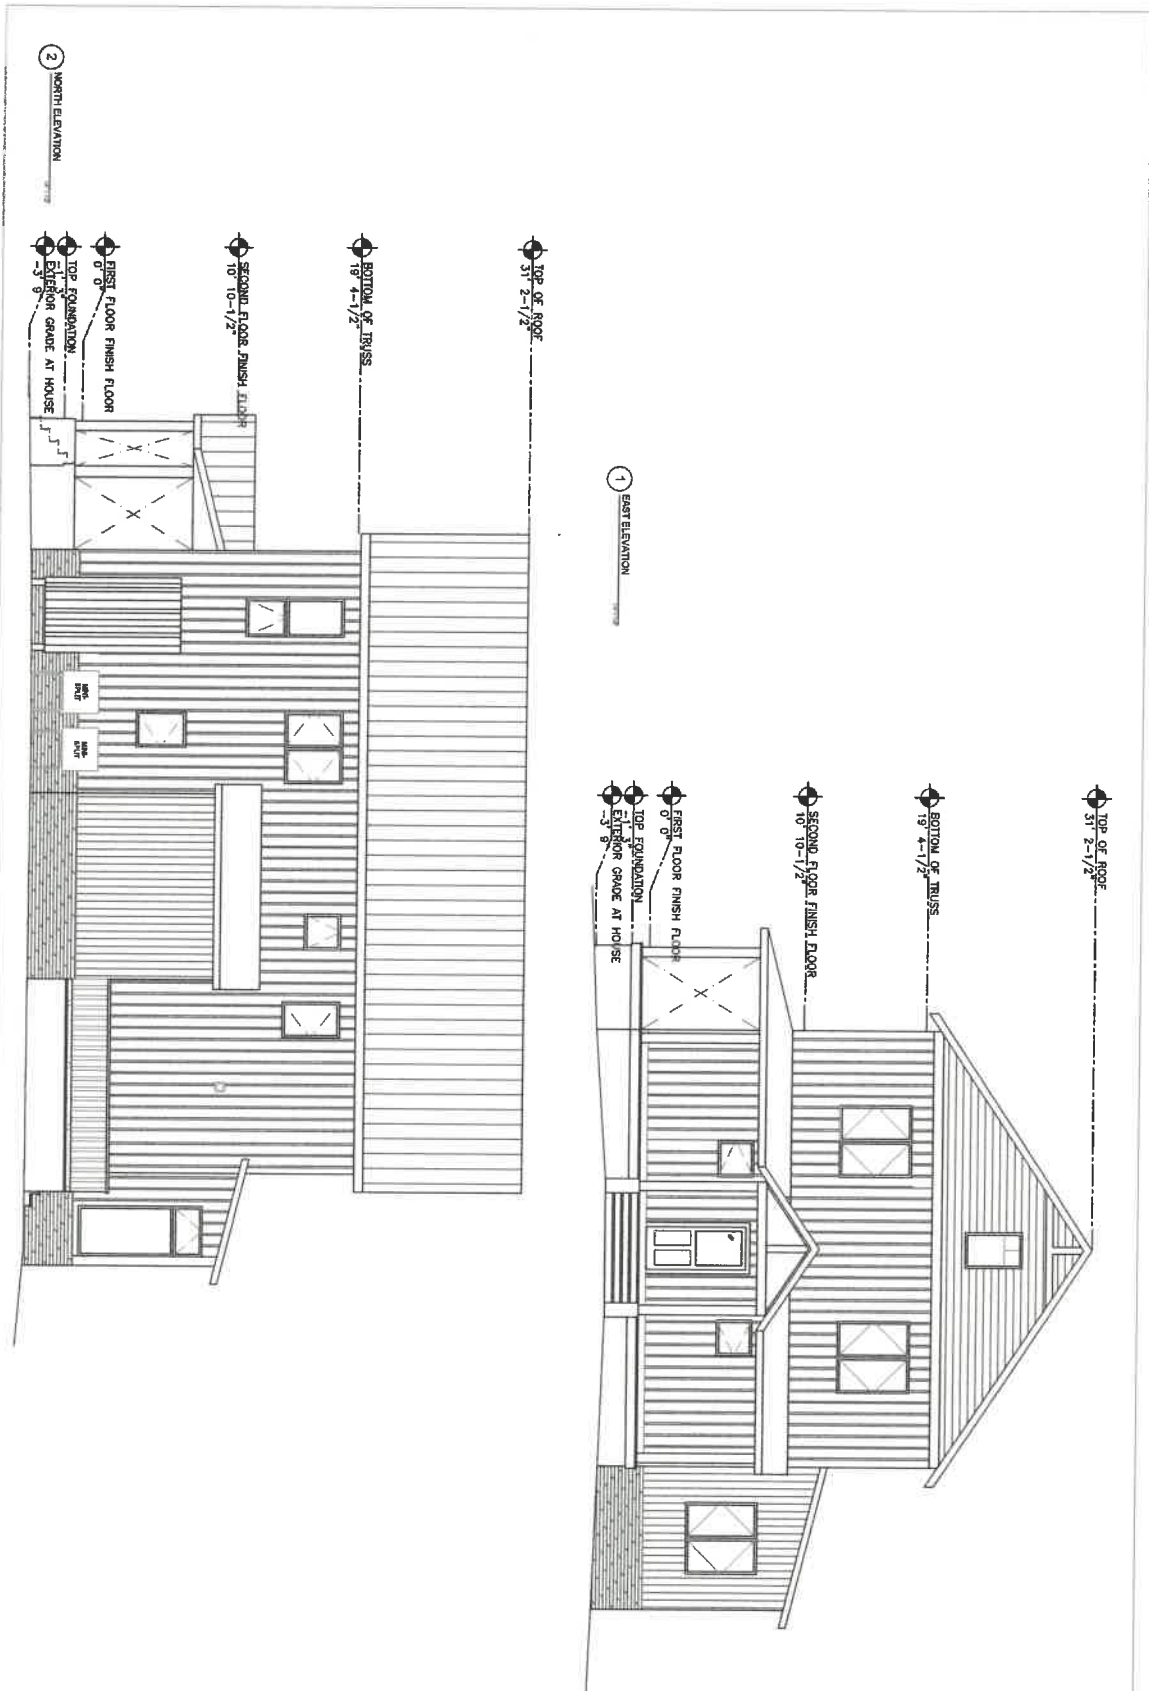 1
EAST ELEVATION
TOP OF ROOF
31' 2-1/2"
BOTTOM OF TRUSS
19' 4-1/2"
SECOND FLOOR FINISH FLOOR
10' 10-1/2"
FIRST FLOOR FINISH FLOOR
0' 0"
TOP FOUNDATION
-1' 3"
EXTERIOR GRADE AT HOUSE
-3' 9"
2
NORTH ELEVATION
TOP OF ROOF
31' 2-1/2"
BOTTOM OF TRUSS
19' 4-1/2"
SECOND FLOOR FINISH FLOOR
10' 10-1/2"
FIRST FLOOR FINISH FLOOR
0' 0"
TOP FOUNDATION
-1' 3"
EXTERIOR GRADE AT HOUSE
-3' 9"
MINI-
SPLIT
MINI-
SPLIT